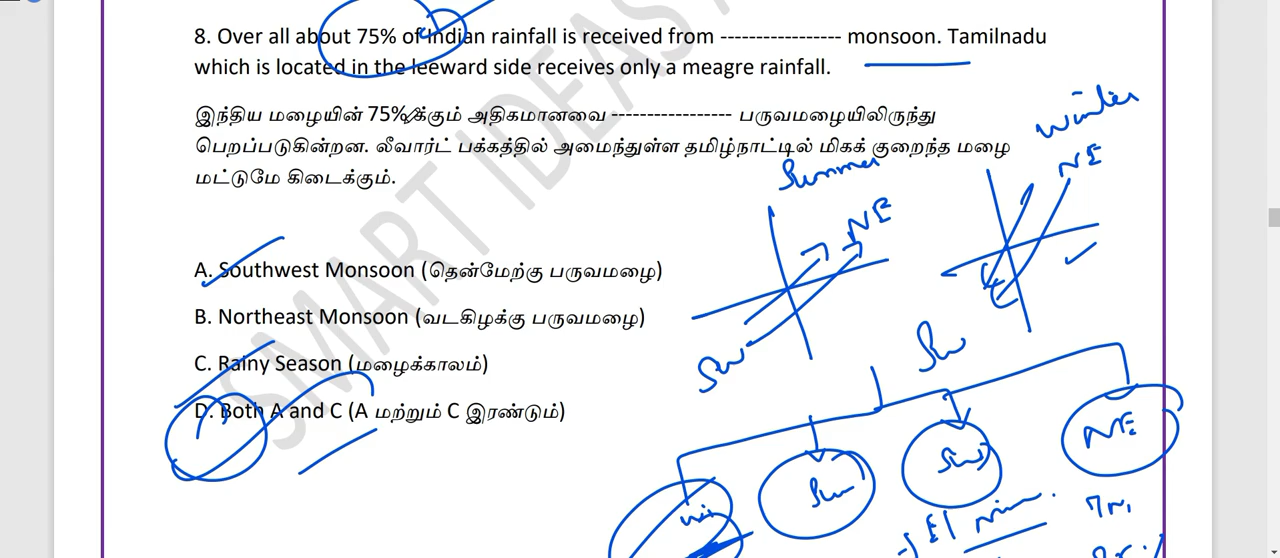 8. Over all about 75% of Indian rainfall is received from ----------------- monsoon. Tamilnadu
which is located in the leeward side receives only a meagre rainfall.
இந்திய மழையின் 75%க்கும் அதிகமானவை ----------------- பருவமழையிலிருந்து
பெறப்படுகின்றன. லீவார்ட் பக்கத்தில் அமைந்துள்ள தமிழ்நாட்டில் மிகக் குறைந்த மழை
மட்டுமே கிடைக்கும்.
Winter
NE
Summer
NE
SW
A. Southwest Monsoon (தென்மேற்கு பருவமழை)
B. Northeast Monsoon (வடகிழக்கு பருவமழை)
C. Rainy Season (மழைக்காலம்)
D. Both A and C (A மற்றும் C இரண்டும்)
SMART IDEAS
NE